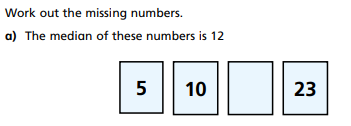 Work out the missing numbers.
a) The median of these numbers is 12
5 10 23